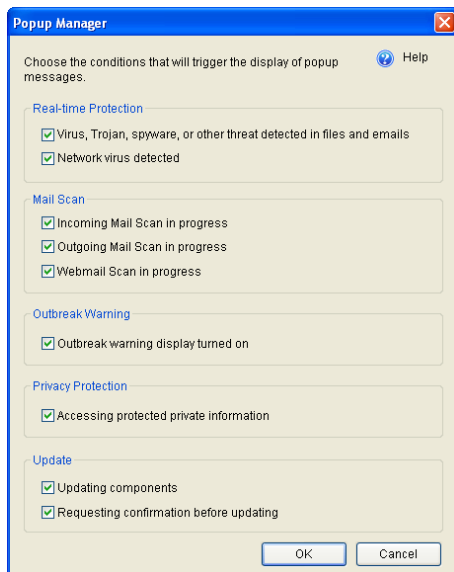 Popup Manager
Choose the conditions that will trigger the display of popup
messages.
Help
Real-time Protection
Virus, Trojan, spyware, or other threat detected in files and emails
Network virus detected
Mail Scan
Incoming Mail Scan in progress
Outgoing Mail Scan in progress
Webmail Scan in progress
Outbreak Warning
Outbreak warning display turned on
Privacy Protection
Accessing protected private information
Update
Updating components
Requesting confirmation before updating
OK
Cancel